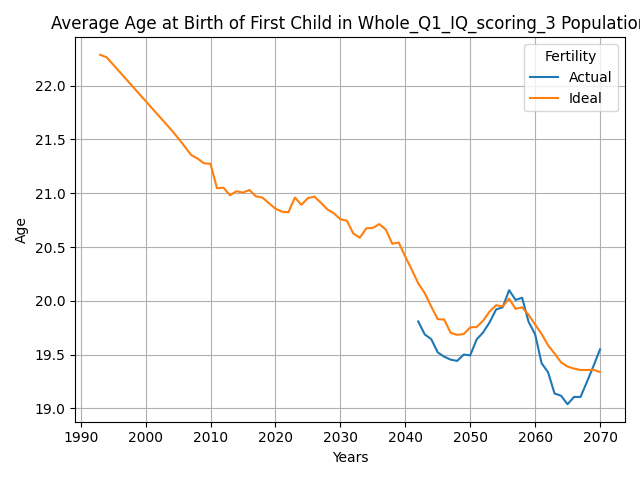 Average Age at Birth of First Child in Whole_Q1_IQ_scoring_3 Population
Fertility
Actual
Ideal
22.0
21.5
21.0
20.5
20.0
19.5
19.0
Age
1990 2000 2010 2020 2030 2040 2050 2060 2070
Years